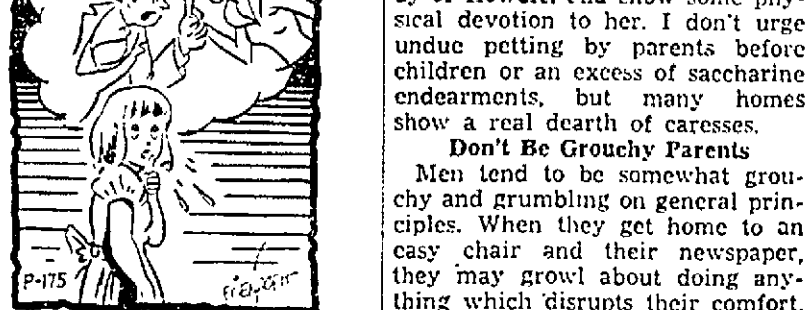 P-175
sical devotion to her. I don't urge
undue petting by parents before
children or an excess of saccharine
endearments, but many homes
show a real dearth of caresses.
Don't Be Grouchy Parents
Men tend to be somewhat grou-
chy and grumbling on general prin-
ciples. When they get home to an
easy chair and their newspaper,
they may growl about doing any-
thing which disrupts their comfort.